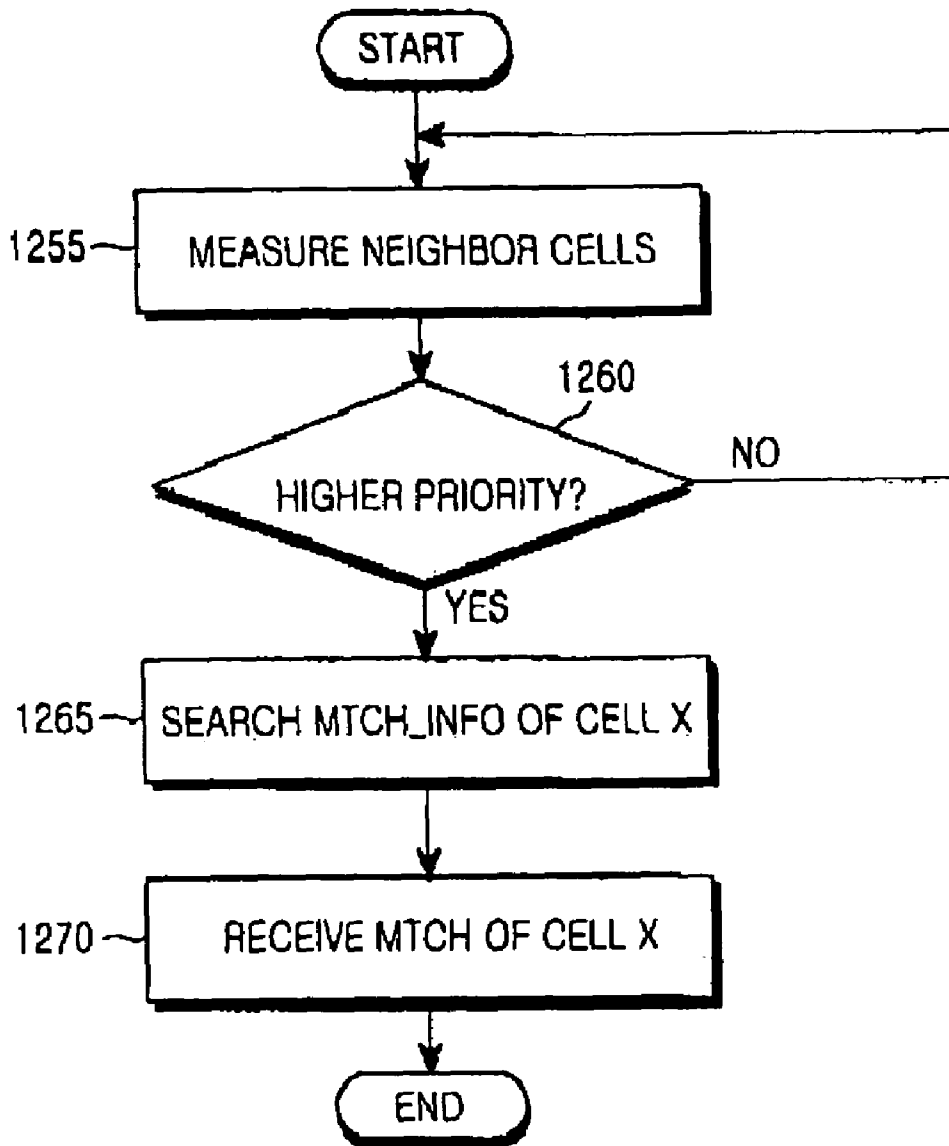 START
1255
MEASURE NEIGHBOR CELLS
1260
HIGHER PRIORITY?
NO
YES
1265
SEARCH MTCH_INFO OF CELL X
1270
RECEIVE MTCH OF CELL X
END